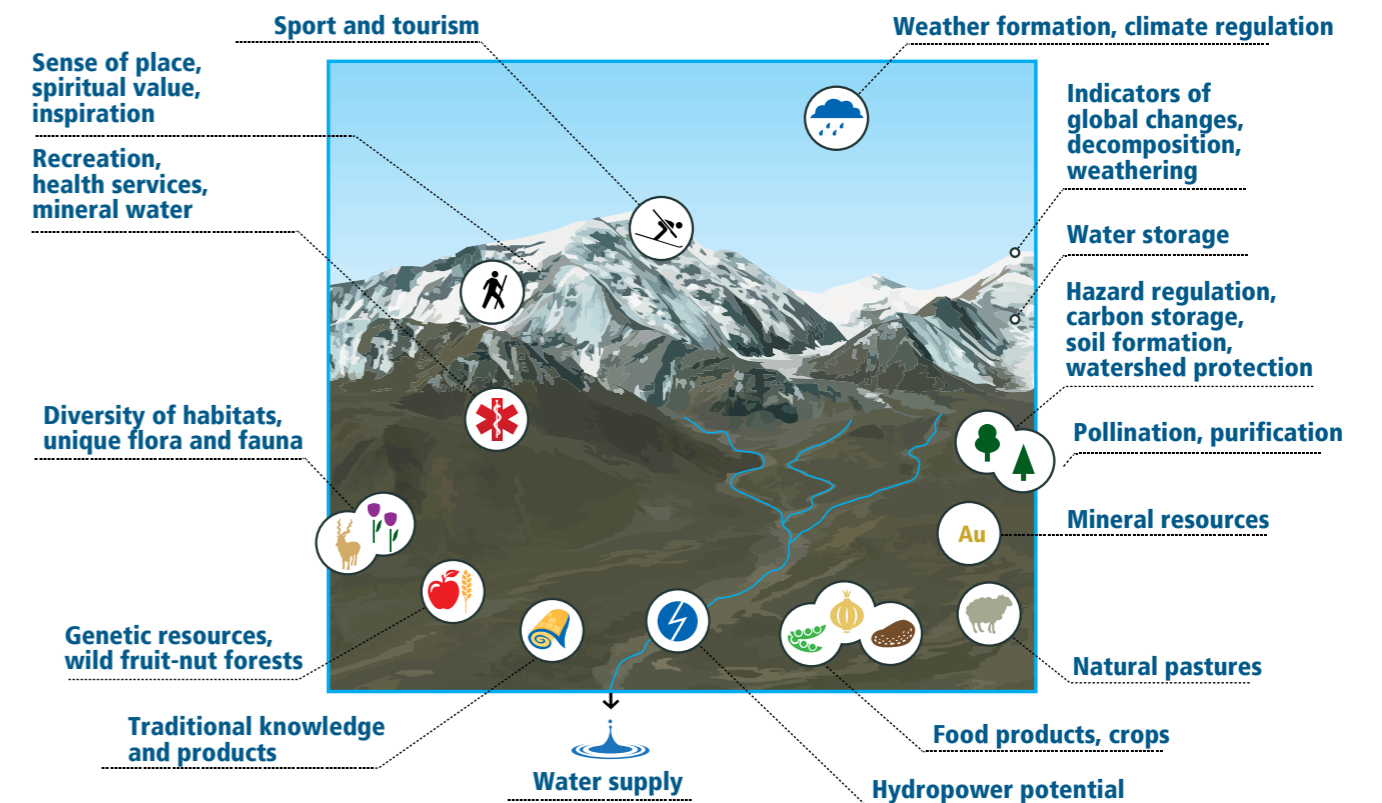 Sport and tourism
Weather formation, climate regulation
Sense of place,
spiritual value,
inspiration
Recreation,
health services,
mineral water
Indicators of
global changes,
decomposition,
weathering
Water storage
Hazard regulation,
carbon storage,
soil formation,
watershed protection
Diversity of habitats,
unique flora and fauna
Pollination, purification
Au
Mineral resources
Genetic resources,
wild fruit-nut forests
Natural pastures
Traditional knowledge
and products
Food products, crops
Water supply
Hydropower potential